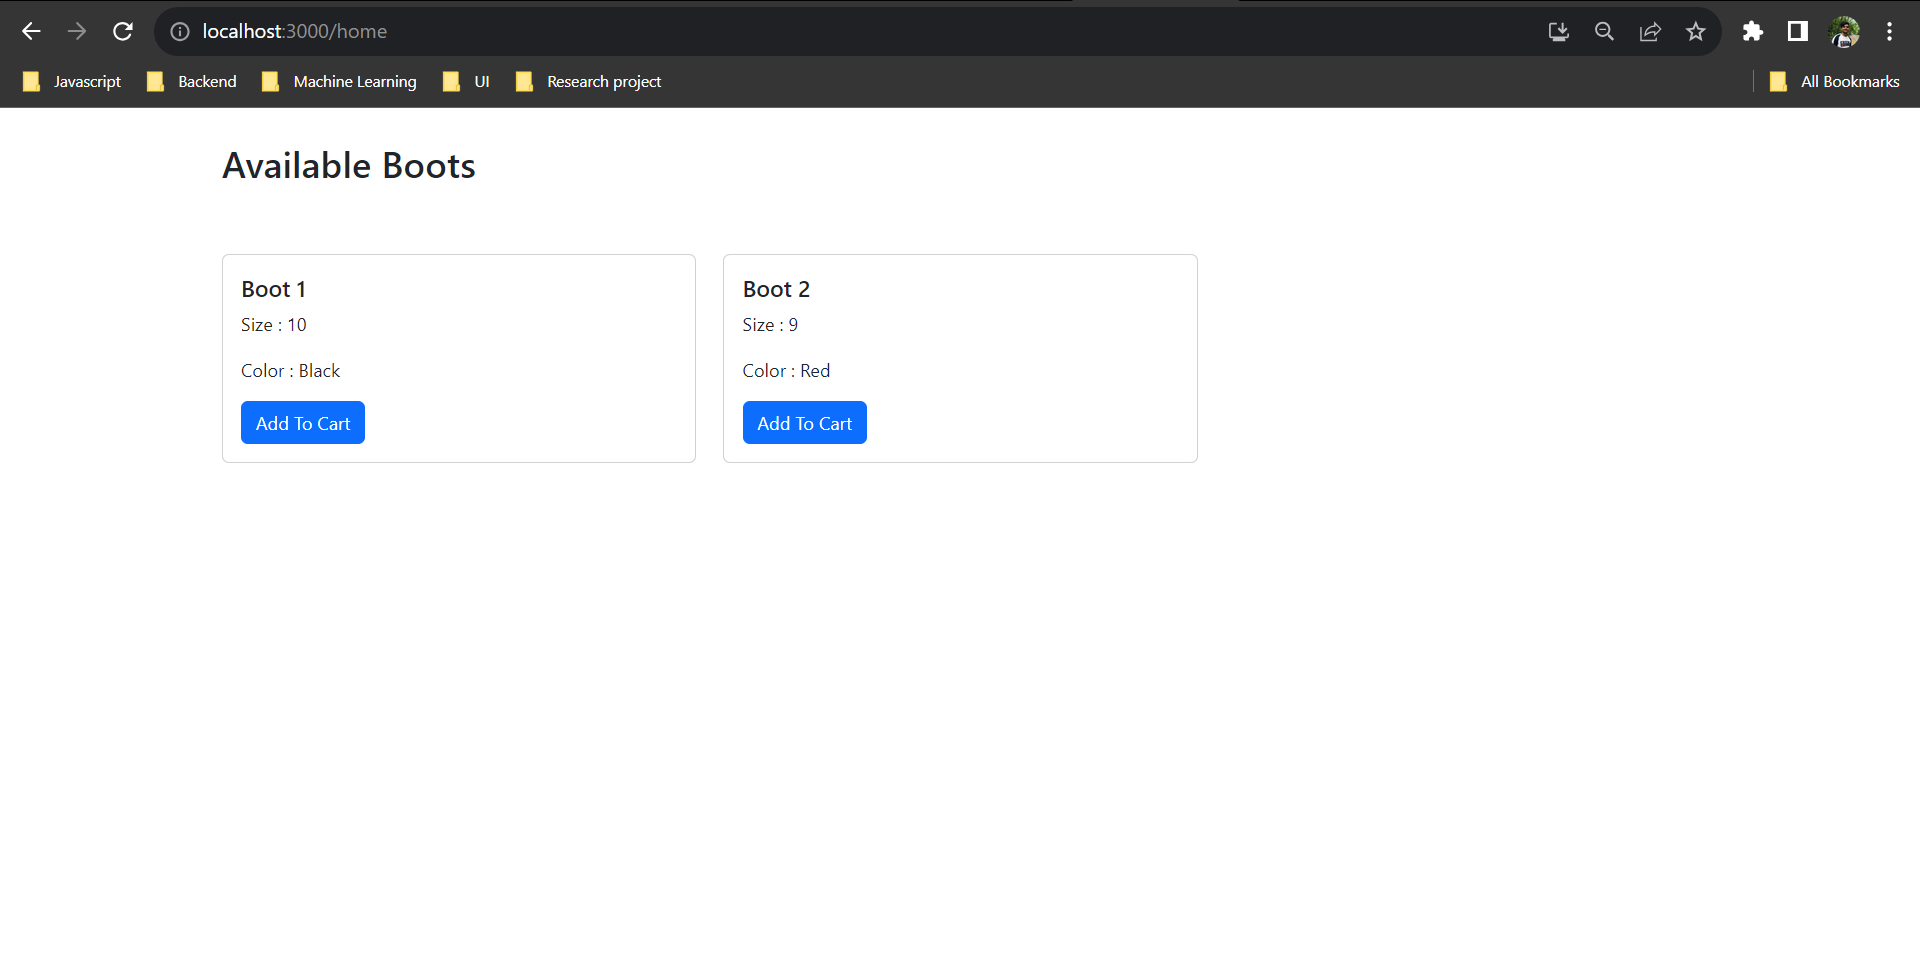 localhost:3000/home
Javascript Backend Machine Learning UI Research project All Bookmarks
Available Boots
Boot 1
Size : 10
Color : Black
Add To Cart
Boot 2
Size : 9
Color : Red
Add To Cart